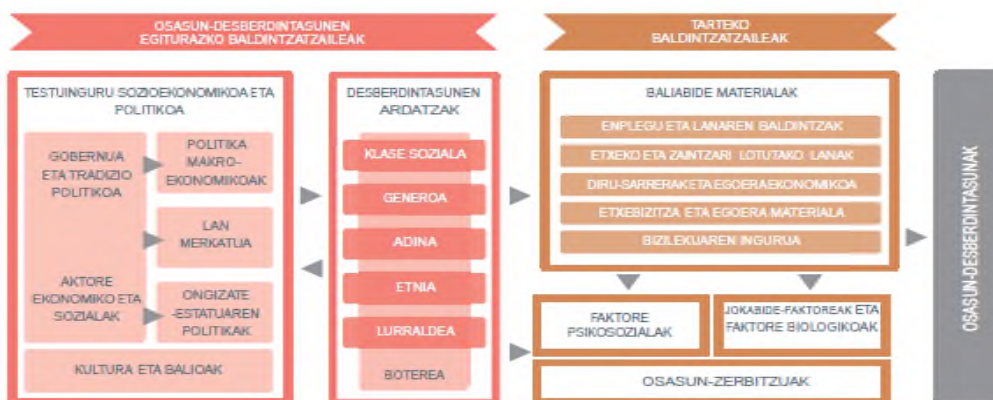 OSASUN-DESBERDINTASUNEN
EGITURAZKO BALDINTZATZAILEAK
TARTEKO
BALDINTZATZAILEAK
TESTUINGURU SOZIOEKONOMIKOA ETA
POLITIKOA
GOBERNUA
ETA TRADIZIO
POLITIKOA
POLITIKA
MAKRO-
EKONOMIKOAK
LAN
MERKATUA
AKTORE
EKONOMIKO ETA
SOZIALAK
ONGIZATE
-ESTATUAREN
POLITIKAK
KULTURA ETA BALIOAK
DESBERDINTASUNEN
ARDATZAK
KLASE SOZIALA
GENEROA
ADINA
ETNIA
LURRALDEA
BOTEREA
BALIABIDE MATERIALAK
ENPLEGU ETA LANAREN BALDINTZAK
ETXEKO ETA ZAINTZARI LOTUTAKO LANAK
DIRU-SARRERAK ETA EGOERA EKONOMIKOA
ETXEBIZITZA ETA EGOERA MATERIALA
BIZILEKUAREN INGURUA
FAKTORE
PSIKOSOZIALAK
JOKABIDE-FAKTOREAK ETA
FAKTORE BIOLOGIKOAK
OSASUN-ZERBITZUAK
OSASUN-DESBERDINTASUNAK